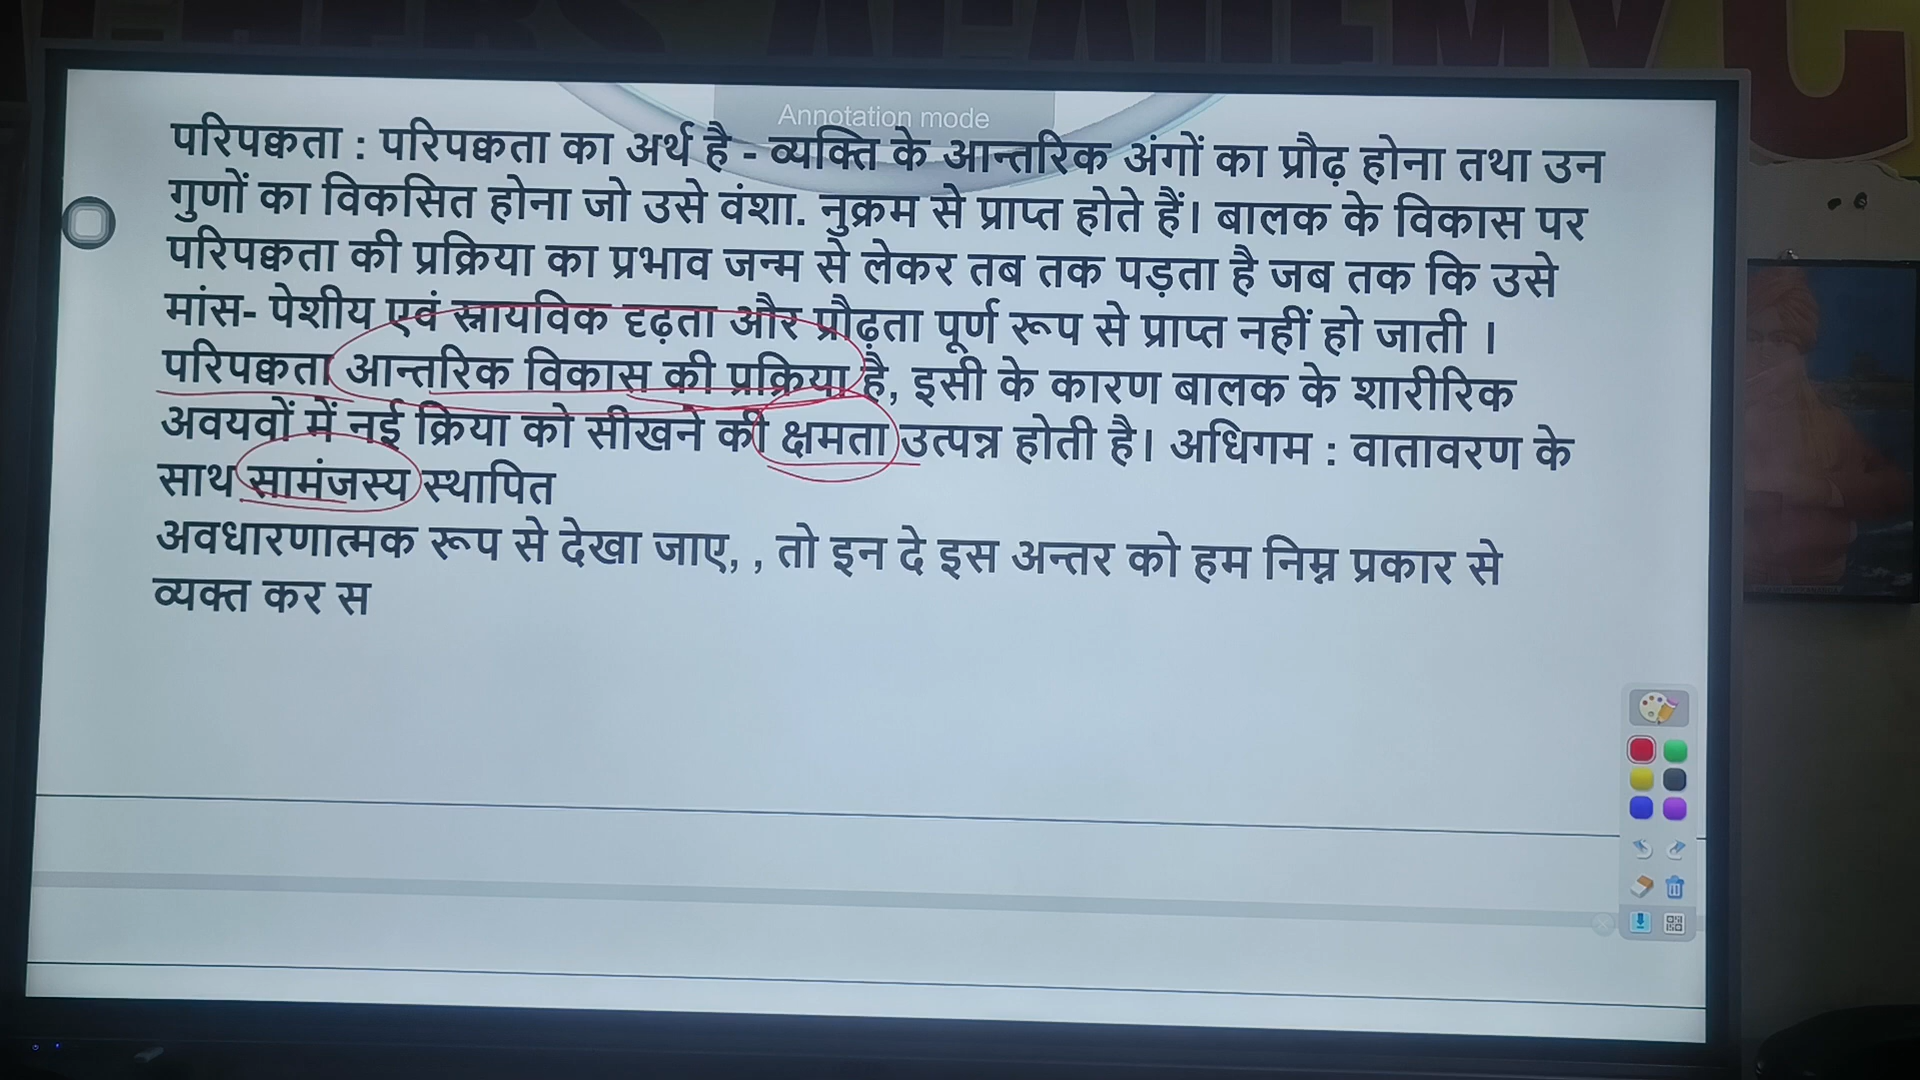 ACADEMY C
Annotation mode
परिपक्वता : परिपक्वता का अर्थ है - व्यक्ति के आन्तरिक अंगों का प्रौढ़ होना तथा उन
गुणों का विकसित होना जो उसे वंशा. नुक्रम से प्राप्त होते हैं। बालक के विकास पर
परिपक्वता की प्रक्रिया का प्रभाव जन्म से लेकर तब तक पड़ता है जब तक कि उसे
मांस- पेशीय एवं स्नायविक दृढ़ता और प्रौढ़ता पूर्ण रूप से प्राप्त नहीं हो जाती ।
परिपक्वता आन्तरिक विकास की प्रक्रिया है, इसी के कारण बालक के शारीरिक
अवयवों में नई क्रिया को सीखने की क्षमता उत्पन्न होती है। अधिगम : वातावरण के
साथ सामंजस्य स्थापित
अवधारणात्मक रूप से देखा जाए, , तो इन दे इस अन्तर को हम निम्न प्रकार से
व्यक्त कर स